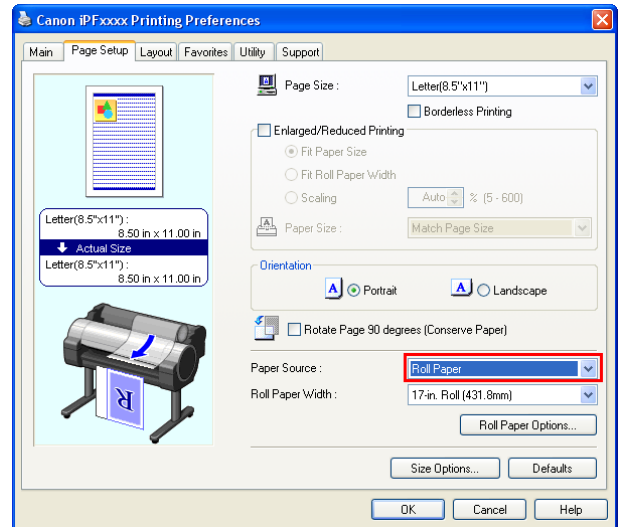 Canon iPFxxxx Printing Preferences
Main Page Setup Layout Favorites Utility Support
Page Size : Letter(8.5"x11")
Borderless Printing
Enlarged/Reduced Printing
Fit Paper Size
Fit Roll Paper Width
Scaling Auto % (5 - 600)
Paper Size : Match Page Size
Letter(8.5"x11") :
8.50 in x 11.00 in
Actual Size
Letter(8.5"x11") :
8.50 in x 11.00 in
Orientation
A Portrait A Landscape
Rotate Page 90 degrees (Conserve Paper)
Paper Source : Roll Paper
Roll Paper Width : 17-in. Roll (431.8mm)
Roll Paper Options...
R
Size Options... Defaults
OK Cancel Help